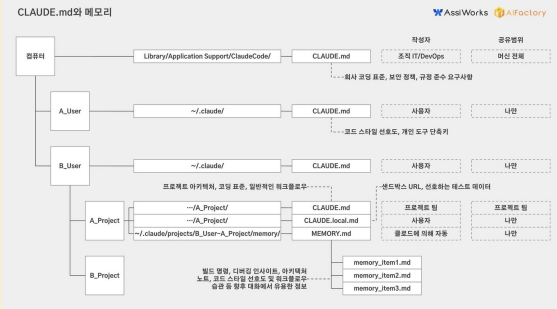 CLAUDE.md와 메모리
AssiWorks AIFactory
작성자 공유범위
컴퓨터 Library/Application Support/ClaudeCode/ CLAUDE.md 조직 IT/DevOps 머신 전체
회사 코딩 표준, 보안 정책, 규정 준수 요구사항
A_User ~/.claude/ CLAUDE.md 사용자 나만
코드 스타일 선호도, 개인 도구 단축키
B_User ~/.claude/ CLAUDE.md 사용자 나만
프로젝트 아키텍처, 코딩 표준, 일반적인 워크플로우 샌드박스 URL, 선호하는 테스트 데이터
A_Project ⋯/A_Project/ CLAUDE.md 프로젝트 팀 프로젝트 팀
⋯/A_Project/ CLAUDE.local.md 사용자 나만
~/.claude/projects/B_User-A_Project/memory/ MEMORY.md 클로드에 의해 자동 나만
B_Project
빌드 명령, 디버깅 인사이트, 아키텍처
노트, 코드 스타일 선호도 및 워크플로우
습관 등 향후 대화에서 유용한 정보
memory_item1.md
memory_item2.md
memory_item3.md